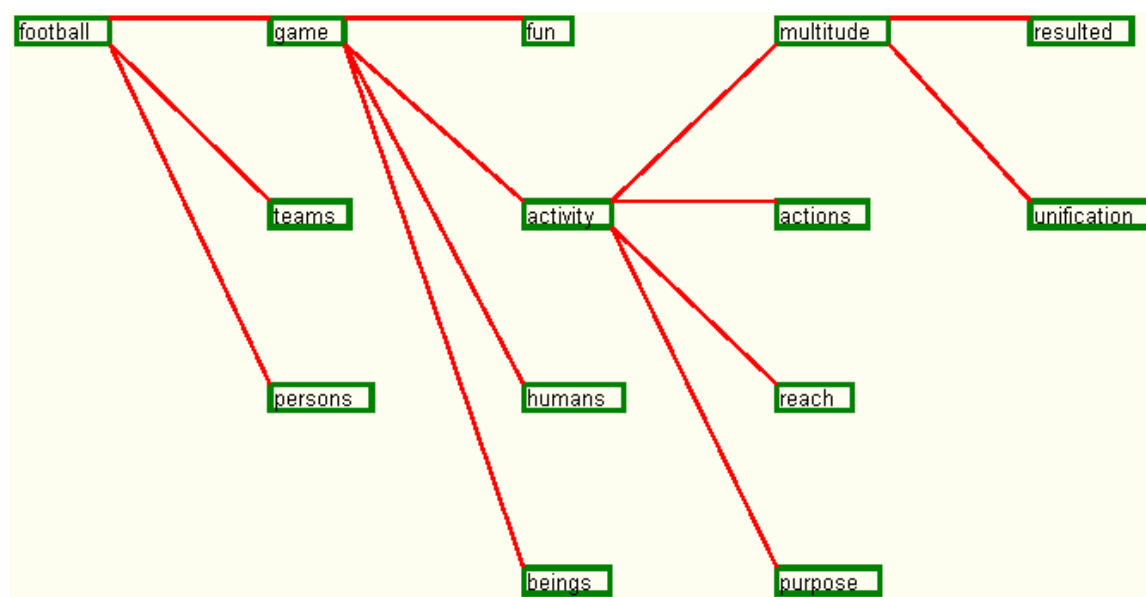 football game fun multitude resulted
teams activity actions unification
persons humans reach
beings purpose